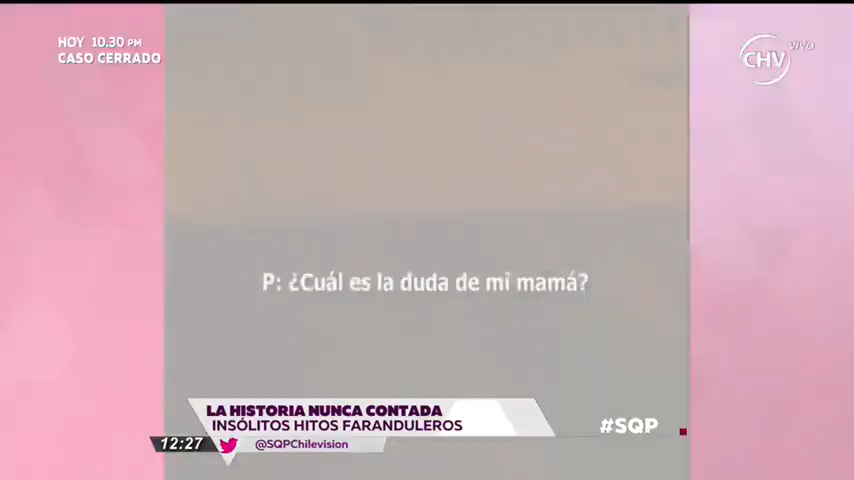 HOY 10.30 PM
CASO CERRADO
CHV VIVO
P: ¿Cuál es la duda de mi mamá?
LA HISTORIA NUNCA CONTADA
INSÓLITOS HITOS FARANDULEROS
#SQP
12:27
@SQPChilevision